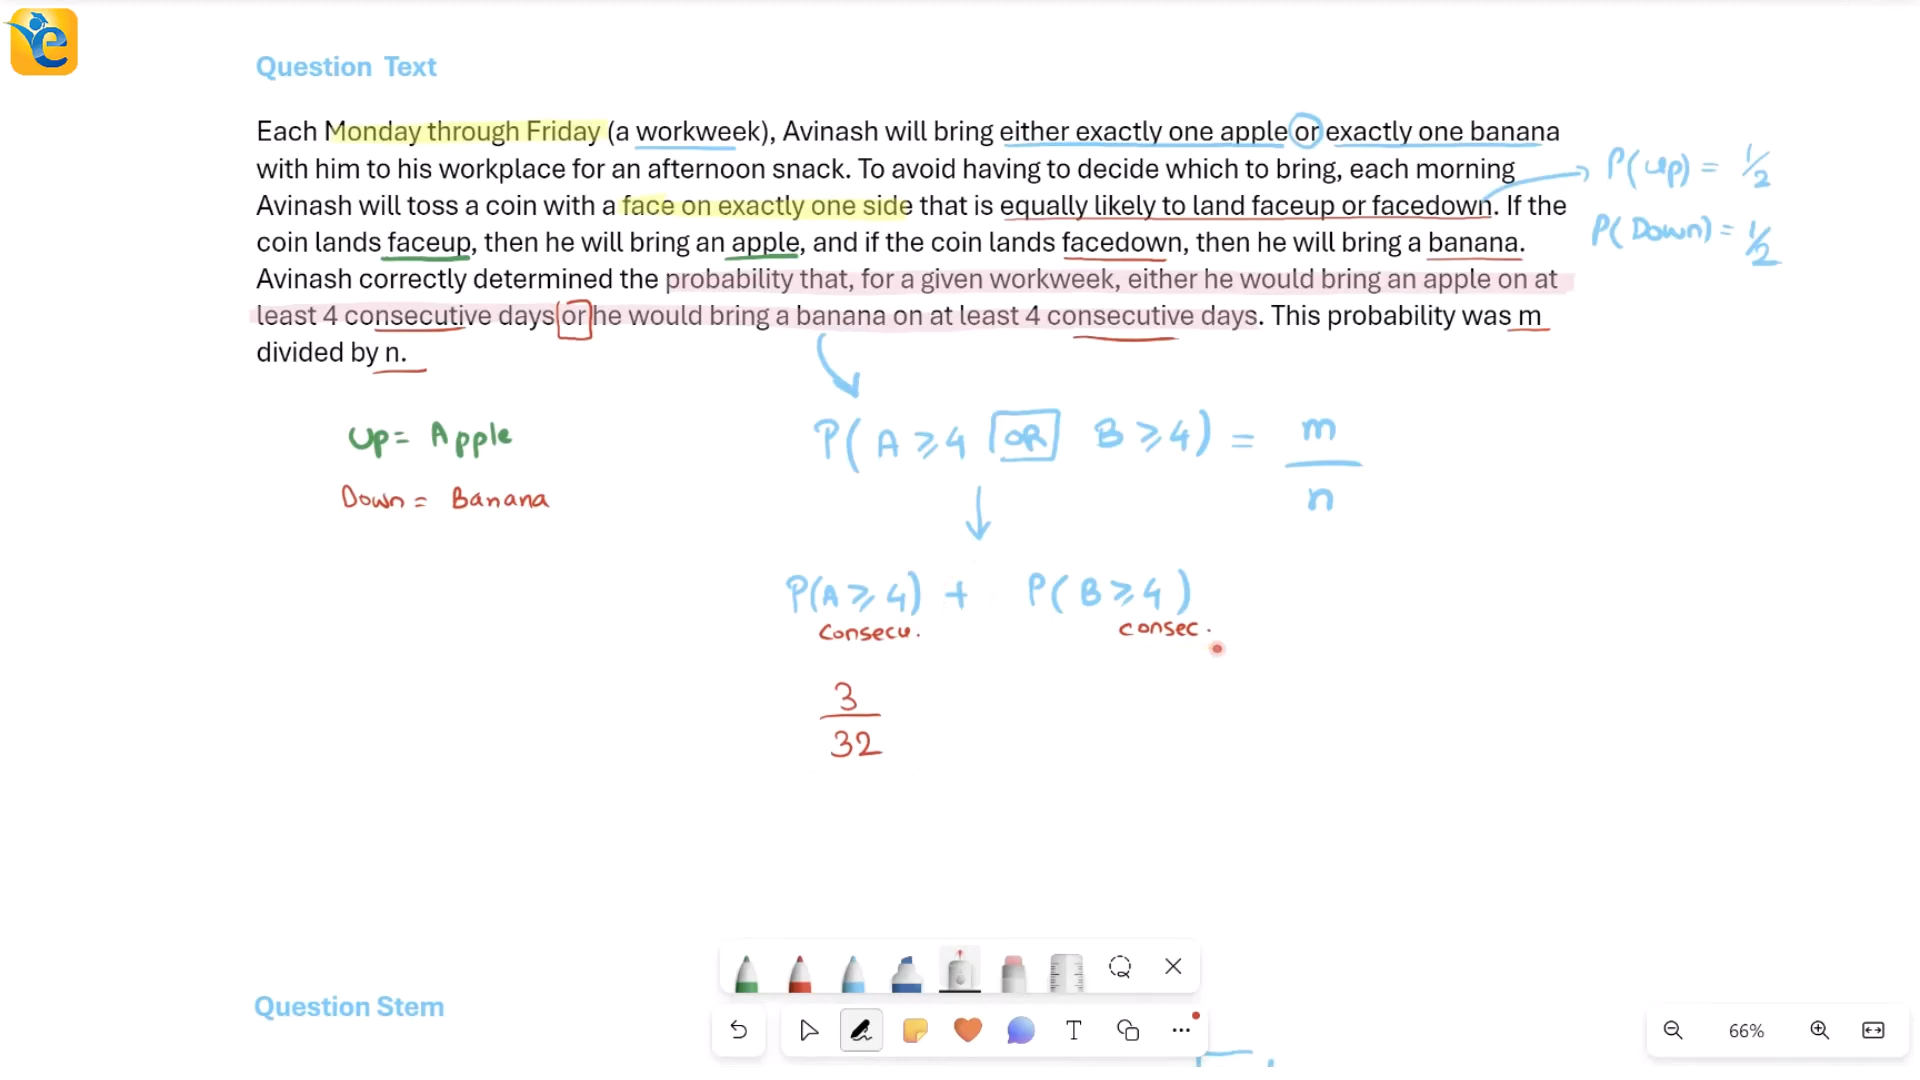 Question Text
Each Monday through Friday (a workweek), Avinash will bring either exactly one apple or exactly one banana
with him to his workplace for an afternoon snack. To avoid having to decide which to bring, each morning
Avinash will toss a coin with a face on exactly one side that is equally likely to land faceup or facedown. If the
coin lands faceup, then he will bring an apple, and if the coin lands facedown, then he will bring a banana.
Avinash correctly determined the probability that, for a given workweek, either he would bring an apple on at
least 4 consecutive days or he would bring a banana on at least 4 consecutive days. This probability was m
divided by n.
P(up) = 1/2
P(Down) = 1/2
Up = Apple
Down = Banana
P( A ≥ 4 OR B ≥ 4) = m/n
P(A ≥ 4) + P( B ≥ 4 )
Consecu. consec.
3
32
Question Stem
66%